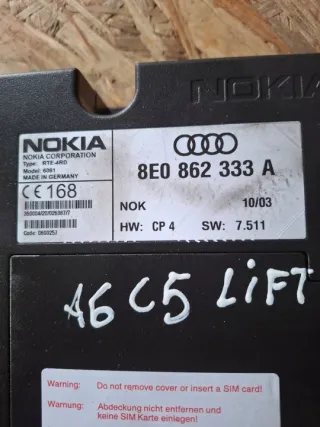 NOKIA
NOKIA
NOKIA CORPORATION
Type: RTE-4RD
Model: 6061
MADE IN GERMANY
CE 168
Code: 0600257
8E0 862 333 A
NOK 10/03
HW: CP 4 SW: 7.511
A6 C5 LiFT
Warning: Do not remove cover or insert a SIM card!
Warnung: Abdeckung nicht entfernen und
keine SIM Karte einlegen!